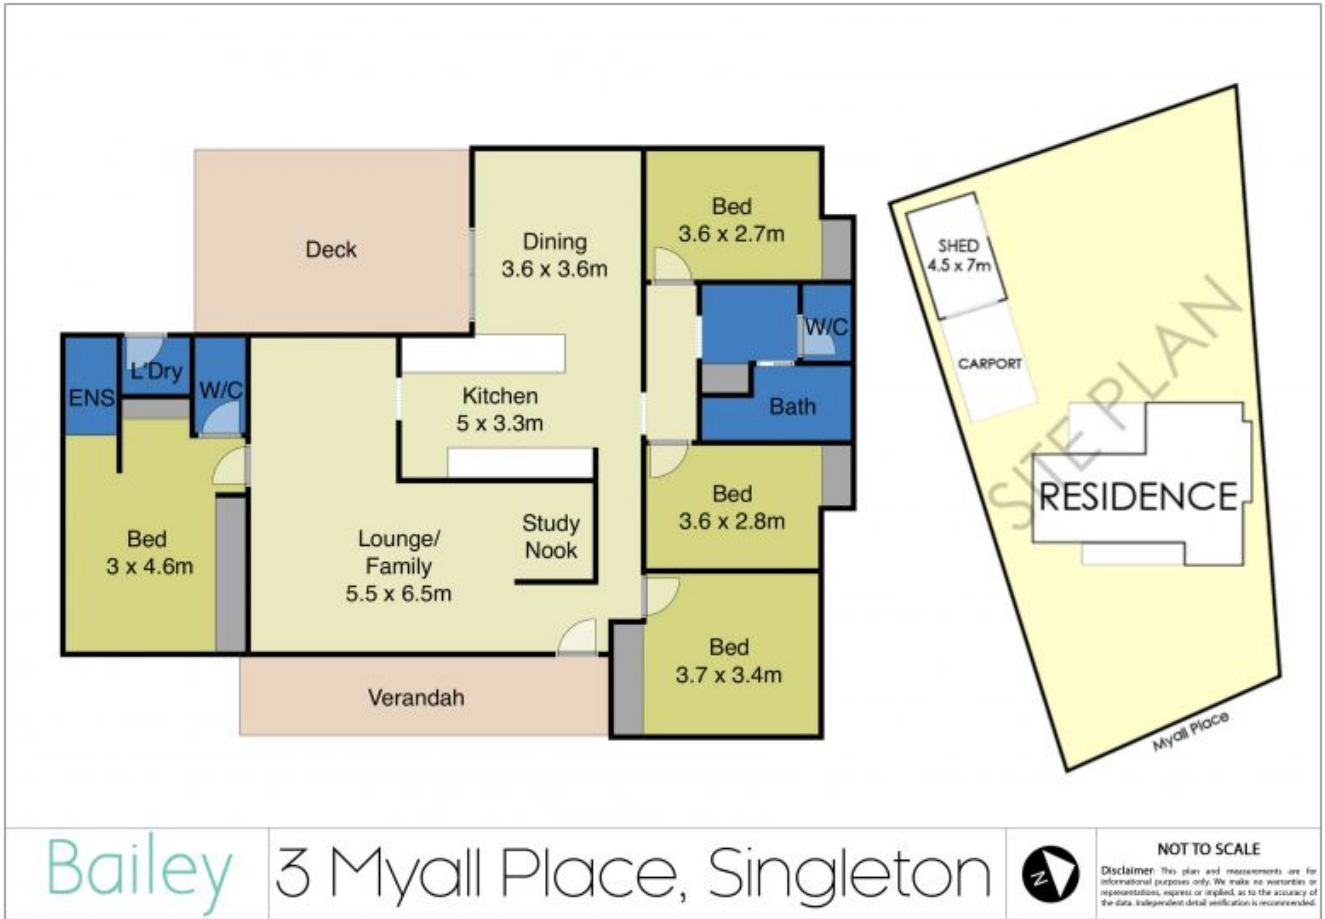 Deck
Dining
3.6 x 3.6m
Bed
3.6 x 2.7m
ENS
L'Dry
W/C
Kitchen
5 x 3.3m
W/C
Bath
Bed
3 x 4.6m
Lounge/
Family
5.5 x 6.5m
Study
Nook
Bed
3.6 x 2.8m
Bed
3.7 x 3.4m
Verandah
SHED
4.5 x 7m
CARPORT
SITE PLAN
RESIDENCE
Myall Place
Bailey
3 Myall Place, Singleton
N
NOT TO SCALE
Disclaimer: This plan and measurements are for
informational purposes only. We make no warranties or
representations, express or implied, as to the accuracy of
the data. Independent detail verification is recommended.